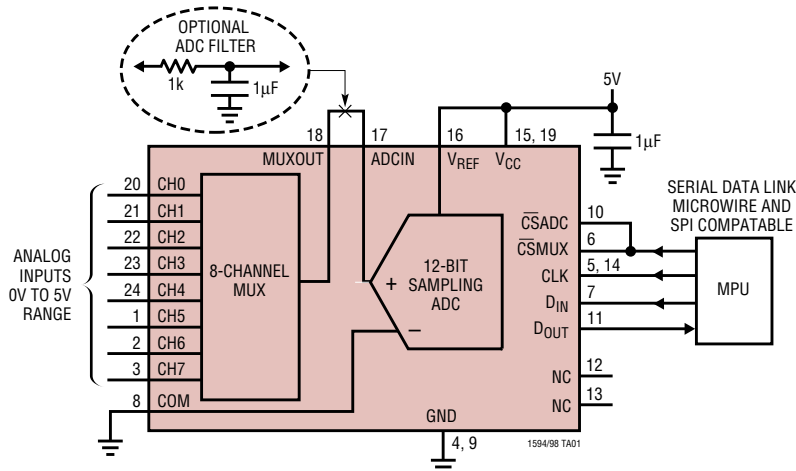 OPTIONAL
ADC FILTER
1k
1µF
5V
18
17
16
15, 19
1µF
MUXOUT
ADCIN
VREF
VCC
20
CH0
21
CH1
22
CH2
23
CH3
24
CH4
1
CH5
2
CH6
3
CH7
8
COM
ANALOG
INPUTS
0V TO 5V
RANGE
8-CHANNEL
MUX
+
12-BIT
SAMPLING
ADC
–
CSADC
10
CSMUX
6
CLK
5, 14
DIN
7
DOUT
11
NC
12
NC
13
SERIAL DATA LINK
MICROWIRE AND
SPI COMPATABLE
MPU
GND
4, 9
1594/98 TA01